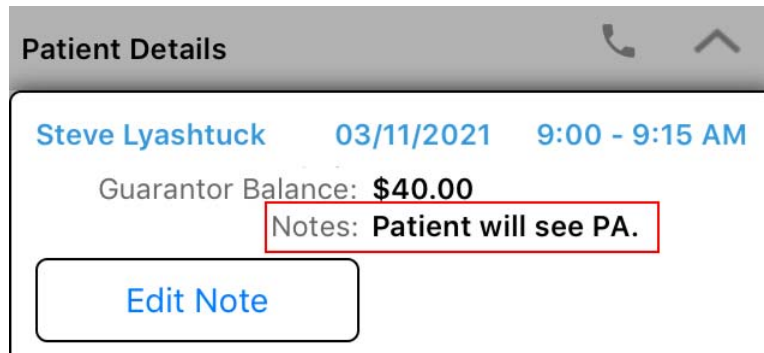 Patient Details
Steve Lyashtuck 03/11/2021 9:00 - 9:15 AM
Guarantor Balance: $40.00
Notes: Patient will see PA.
Edit Note